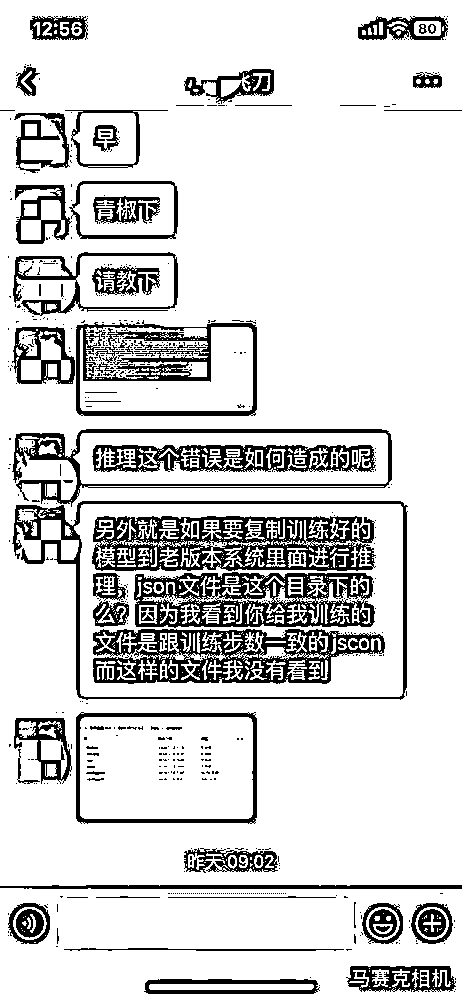 12:56
80
早
青椒下
请教下
推理这个错误是如何造成的呢
另外就是如果要复制训练好的
模型到老版本系统里面进行推
理，json文件是这个目录下的
么？因为我看到你给我训练的
文件是跟训练步数一致的jscon
而这样的文件我没有看到
昨天 09:02
马赛克相机